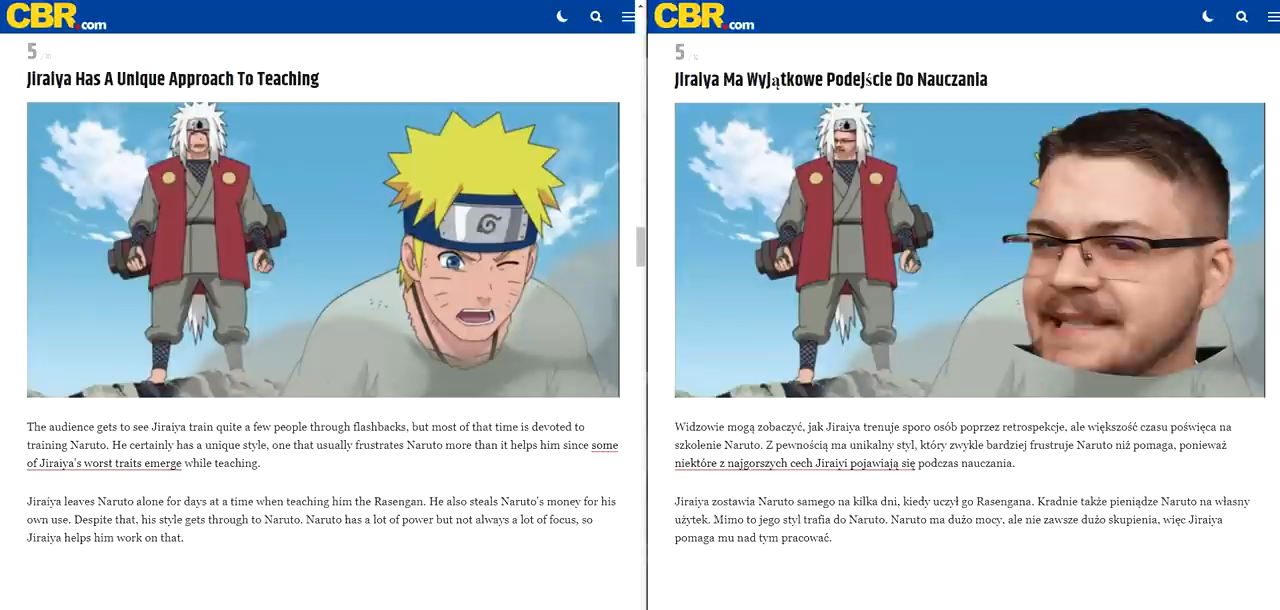 CBR.com
5 / 10
Jiraiya Has A Unique Approach To Teaching
The audience gets to see Jiraiya train quite a few people through flashbacks, but most of that time is devoted to
training Naruto. He certainly has a unique style, one that usually frustrates Naruto more than it helps him since some
of Jiraiya's worst traits emerge while teaching.
Jiraiya leaves Naruto alone for days at a time when teaching him the Rasengan. He also steals Naruto's money for his
own use. Despite that, his style gets through to Naruto. Naruto has a lot of power but not always a lot of focus, so
Jiraiya helps him work on that.
CBR.com
5
Jiraiya Ma Wyjątkowe Podejście Do Nauczania
Widzowie mogą zobaczyć, jak Jiraiya trenuje sporo osób poprzez retrospekcje, ale większość czasu poświęca na
szkolenie Naruto. Z pewnością ma unikalny styl, który zwykle bardziej frustruje Naruto niż pomaga, ponieważ
niektóre z najgorszych cech Jiraiyi pojawiają się podczas nauczania.
Jiraiya zostawia Naruto samego na kilka dni, kiedy uczył go Rasengana. Kradnie także pieniądze Naruto na własny
użytek. Mimo to jego styl trafia do Naruto. Naruto ma dużo mocy, ale nie zawsze dużo skupienia, więc Jiraiya
pomaga mu nad tym pracować.